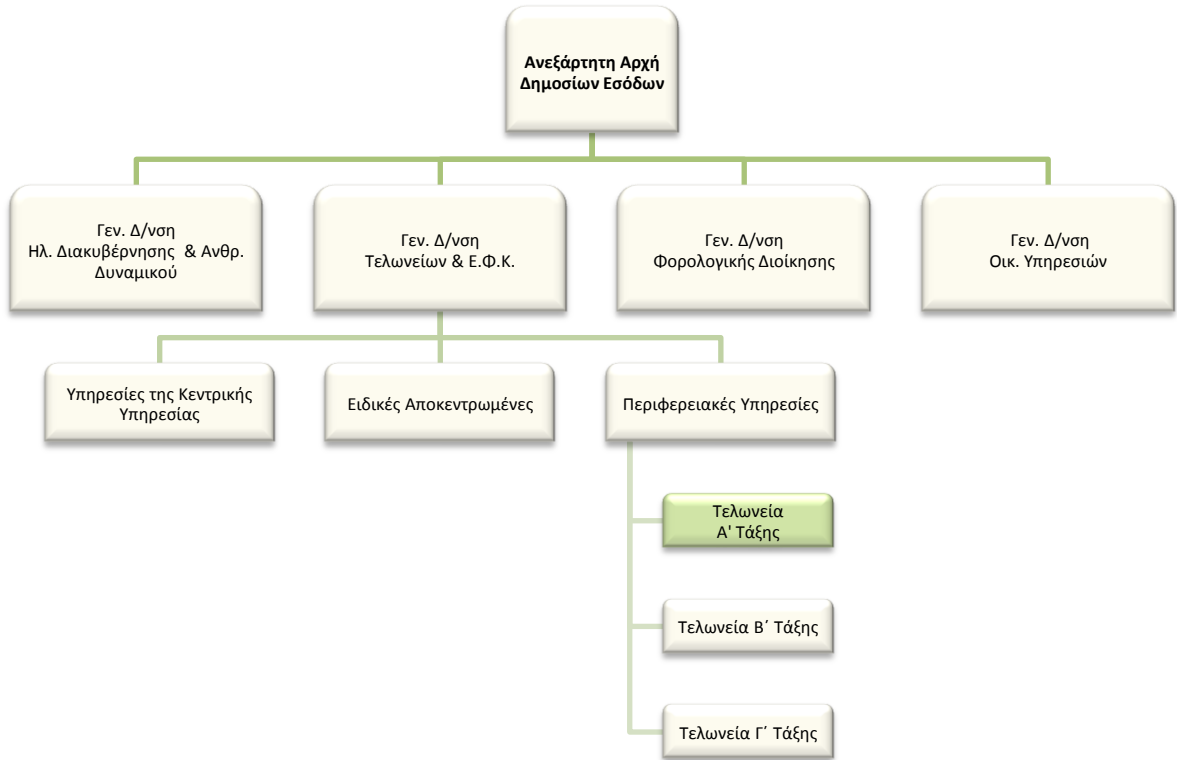 Ανεξάρτητη Αρχή
Δημοσίων Εσόδων
Γεν. Δ/νση
Ηλ. Διακυβέρνησης & Ανθρ.
Δυναμικού
Γεν. Δ/νση
Τελωνείων & Ε.Φ.Κ.
Γεν. Δ/νση
Φορολογικής Διοίκησης
Γεν. Δ/νση
Οικ. Υπηρεσιών
Υπηρεσίες της Κεντρικής
Υπηρεσίας
Ειδικές Αποκεντρωμένες
Περιφερειακές Υπηρεσίες
Τελωνεία
Α' Τάξης
Τελωνεία Β΄ Τάξης
Τελωνεία Γ΄ Τάξης